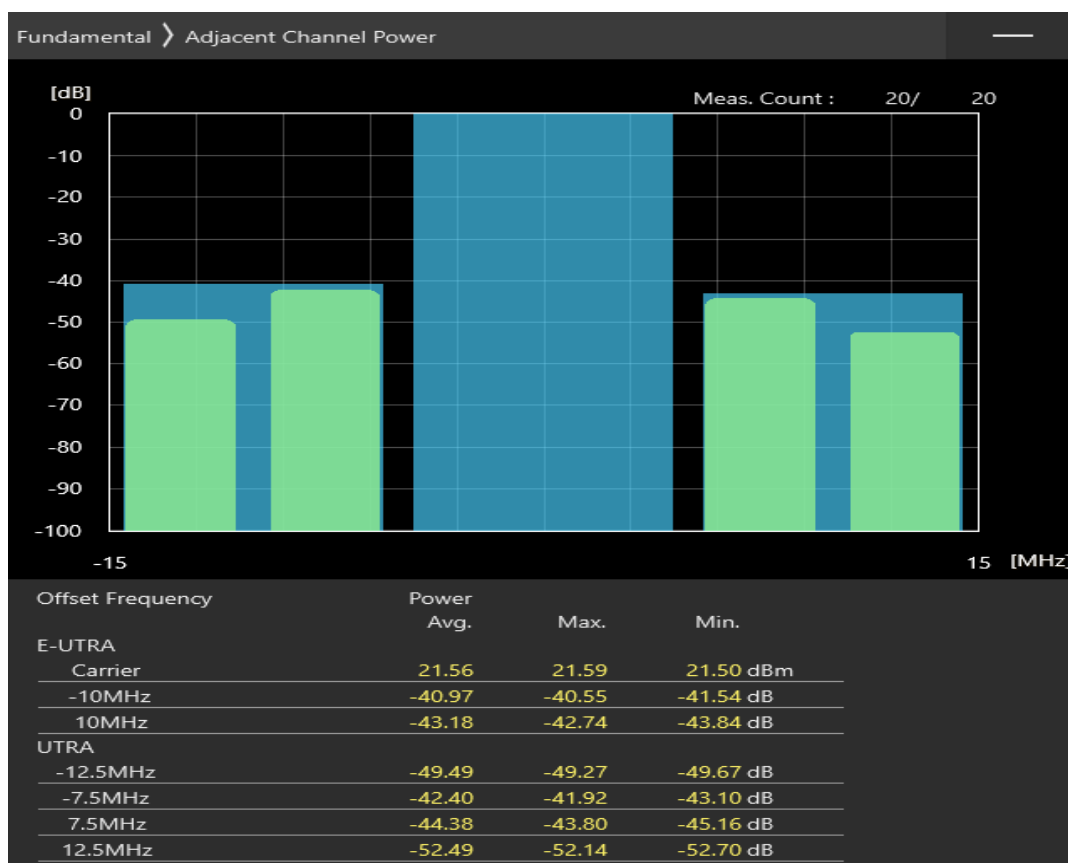 Fundamental ❯ Adjacent Channel Power
[dB]
Meas. Count : 20/ 20
0
-10
-20
-30
-40
-50
-60
-70
-80
-90
-100
-15 15 [MHz]
Offset Frequency Power
Avg. Max. Min.
E-UTRA
Carrier 21.56 21.59 21.50 dBm
-10MHz -40.97 -40.55 -41.54 dB
10MHz -43.18 -42.74 -43.84 dB
UTRA
-12.5MHz -49.49 -49.27 -49.67 dB
-7.5MHz -42.40 -41.92 -43.10 dB
7.5MHz -44.38 -43.80 -45.16 dB
12.5MHz -52.49 -52.14 -52.70 dB